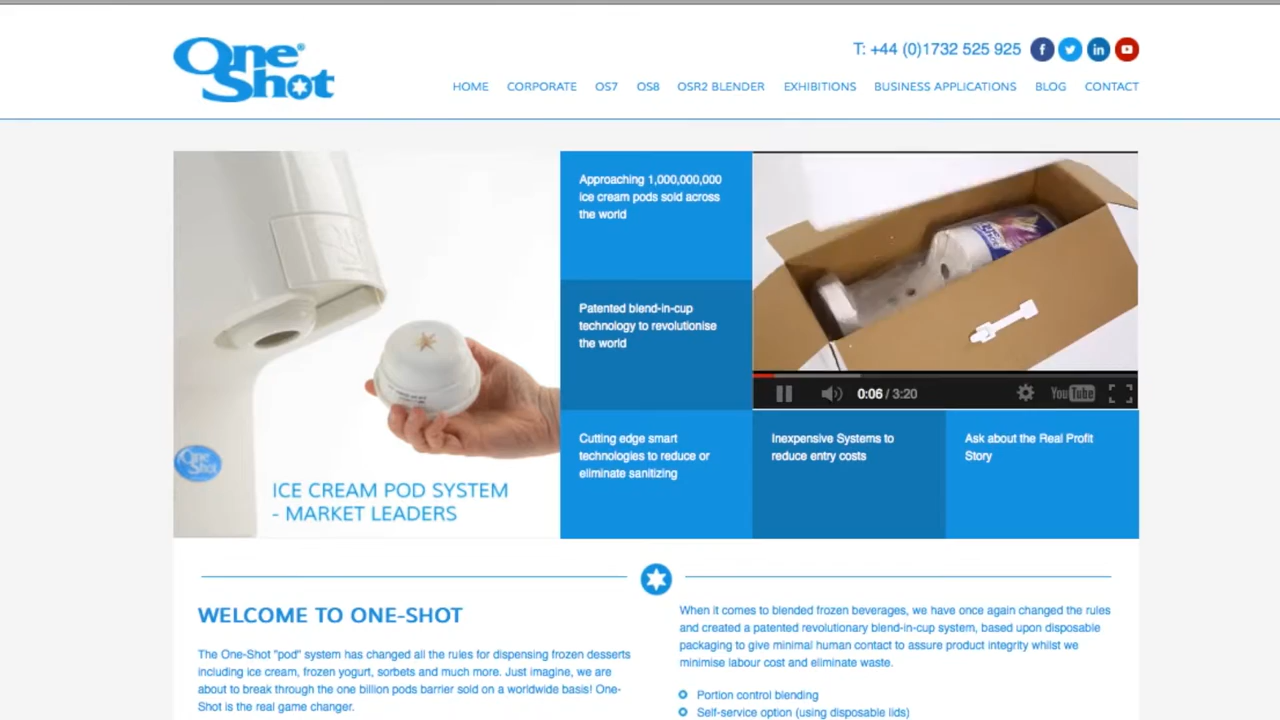 One®
Shot
T: +44 (0)1732 525 925
HOME CORPORATE OS7 OS8 OSR2 BLENDER EXHIBITIONS BUSINESS APPLICATIONS BLOG CONTACT
One
Shot
ICE CREAM POD SYSTEM
- MARKET LEADERS
Approaching 1,000,000,000
ice cream pods sold across
the world
Patented blend-in-cup
technology to revolutionise
the world
0:06 / 3:20
YouTube
Cutting edge smart
technologies to reduce or
eliminate sanitizing
Inexpensive Systems to
reduce entry costs
Ask about the Real Profit
Story
WELCOME TO ONE-SHOT
The One-Shot "pod" system has changed all the rules for dispensing frozen desserts
including ice cream, frozen yogurt, sorbets and much more. Just imagine, we are
about to break through the one billion pods barrier sold on a worldwide basis! One-
Shot is the real game changer.
When it comes to blended frozen beverages, we have once again changed the rules
and created a patented revolutionary blend-in-cup system, based upon disposable
packaging to give minimal human contact to assure product integrity whilst we
minimise labour cost and eliminate waste.
Portion control blending
Self-service option (using disposable lids)